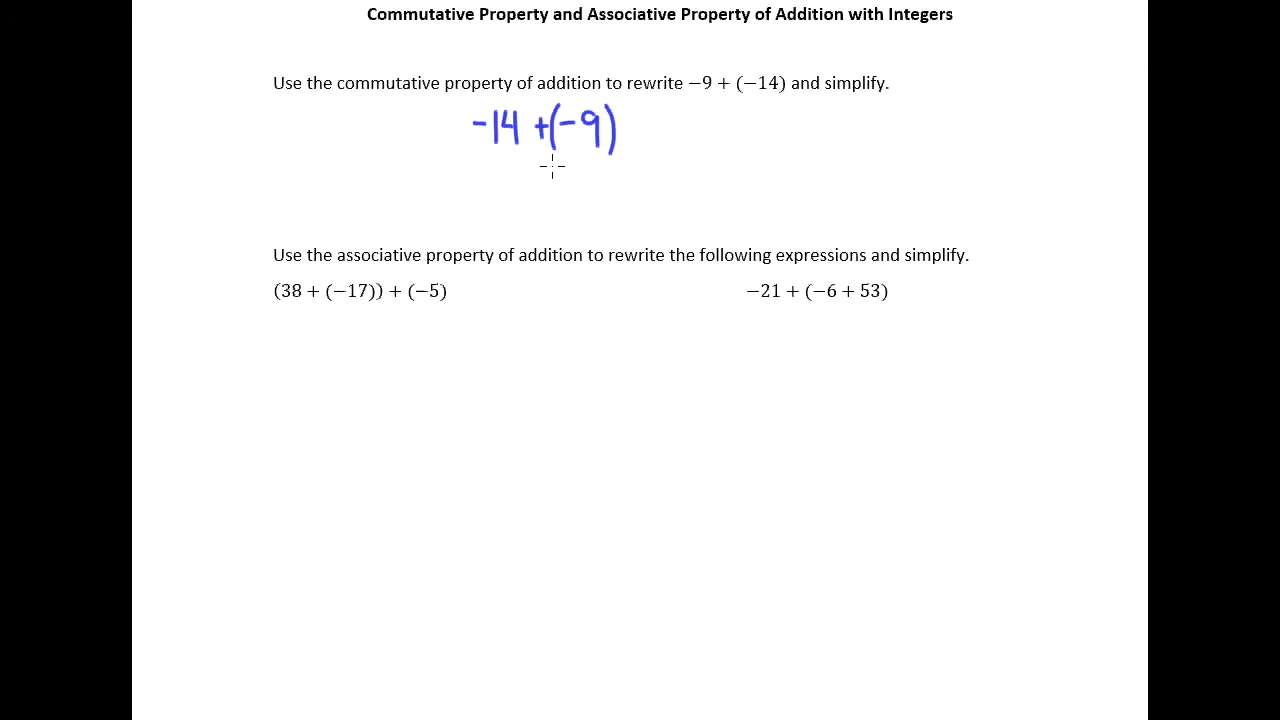 Commutative Property and Associative Property of Addition with Integers
Use the commutative property of addition to rewrite −9 + (−14) and simplify.
-14 +(-9)
Use the associative property of addition to rewrite the following expressions and simplify.
(38 + (−17)) + (−5) −21 + (−6 + 53)